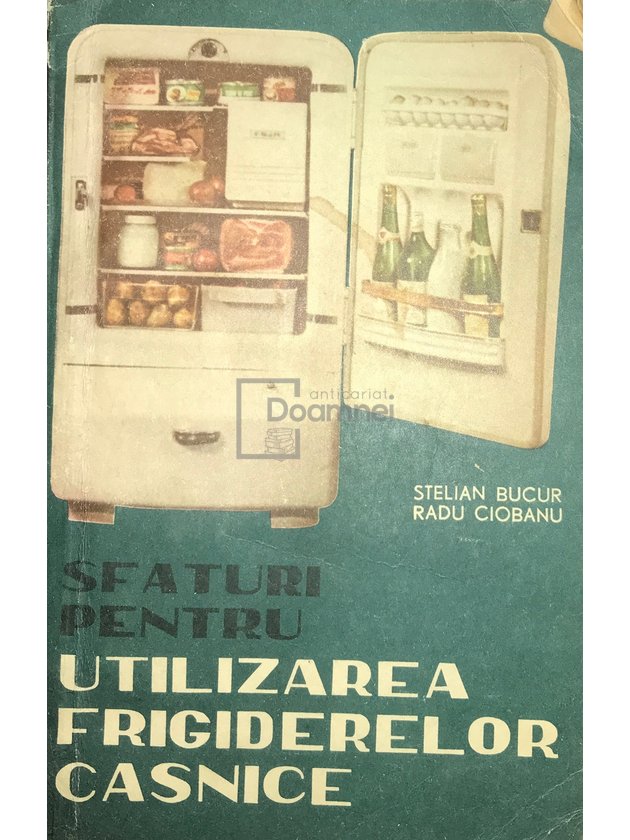 anticariat
Doamnei
STELIAN BUCUR
RADU CIOBANU
SFATURI
PENTRU
UTILIZAREA
FRIGIDERELOR
CASNICE